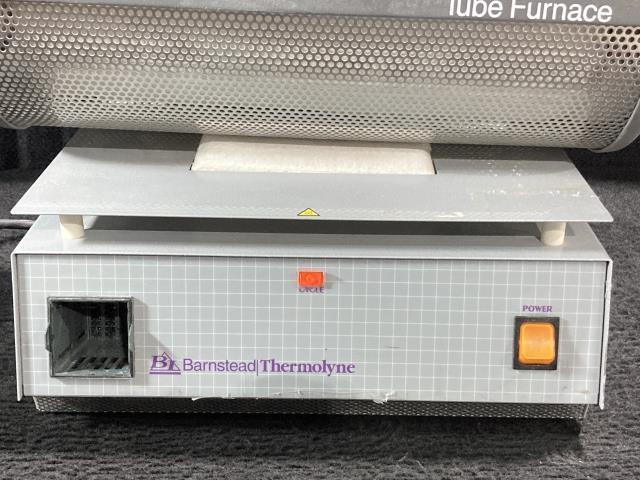 Tube Furnace
CYCLE
POWER
BL Barnstead|Thermolyne